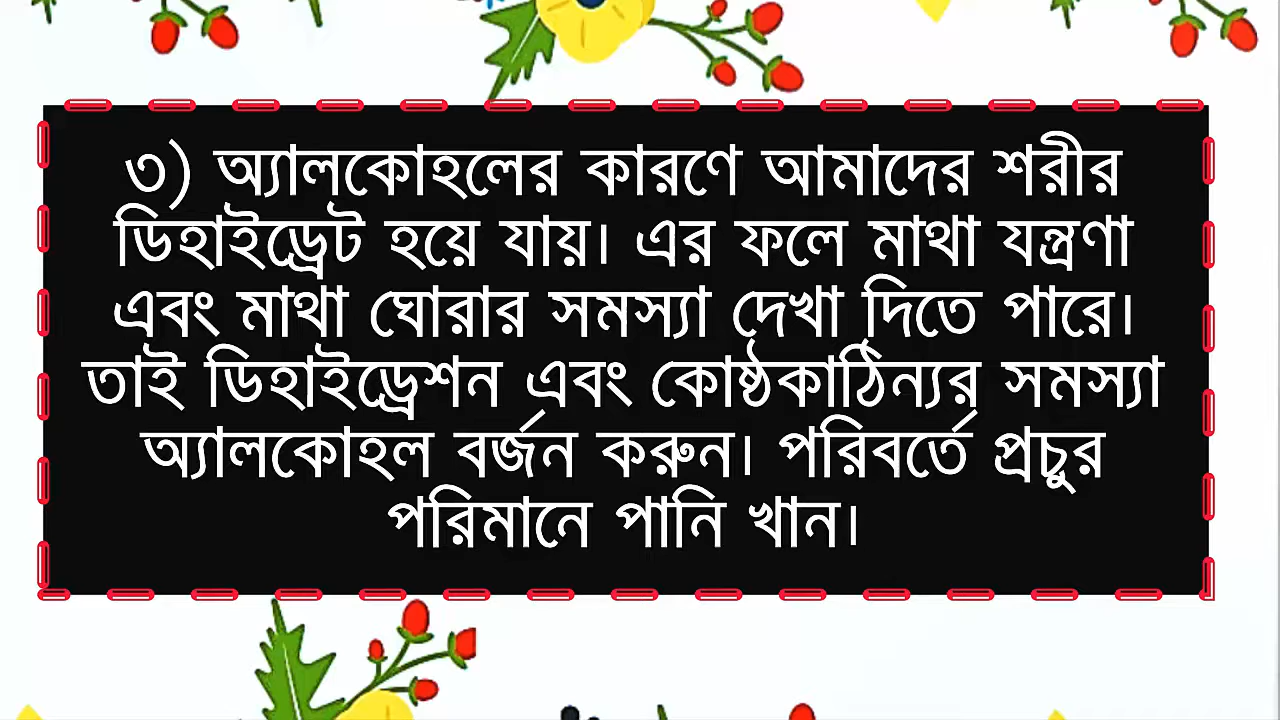 ৩) অ্যালকোহলের কারণে আমাদের শরীর
ডিহাইড্রেট হয়ে যায়। এর ফলে মাথা যন্ত্রণা
এবং মাথা ঘোরার সমস্যা দেখা দিতে পারে।
তাই ডিহাইড্রেশন এবং কোষ্ঠকাঠিন্যর সমস্যা
অ্যালকোহল বর্জন করুন। পরিবর্তে প্রচুর
পরিমানে পানি খান।